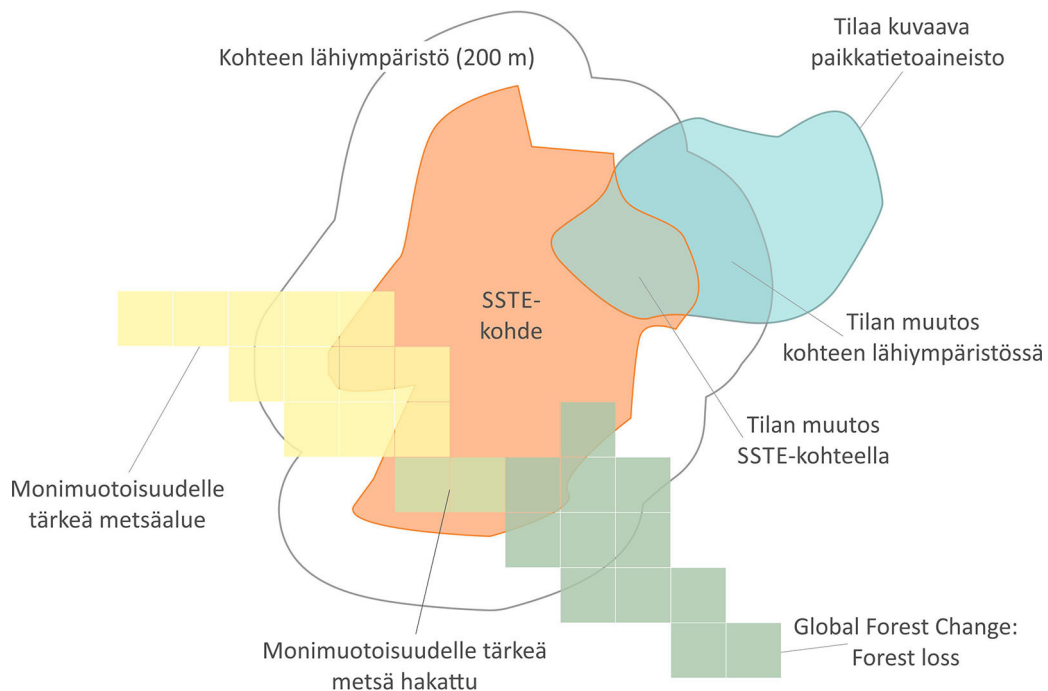 Tilaa kuvaava
paikkatietoaineisto
Kohteen lähiympäristö (200 m)
SSTE-
kohde
Tilan muutos
kohteen lähiympäristössä
Tilan muutos
SSTE-kohteella
Monimuotoisuudelle
tärkeä metsäalue
Monimuotoisuudelle tärkeä
metsä hakattu
Global Forest Change:
Forest loss